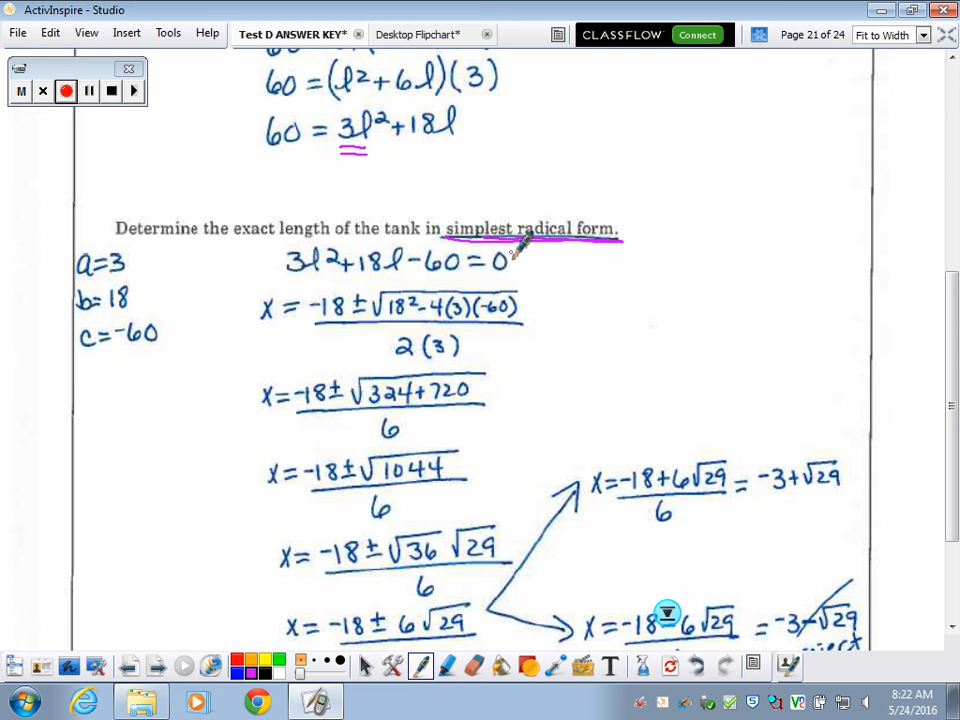 ActivInspire - Studio
File Edit View Insert Tools Help
Test D ANSWER KEY*
Desktop Flipchart*
CLASSFLOW Connect
Page 21 of 24
Fit to Width
M
60 = (l² + 6l)(3)
60 = 3l² + 18l
Determine the exact length of the tank in simplest radical form.
a=3
b=18
c=-60
3l²+18l-60=0
x = -18 ± √18²-4(3)(-60)
2(3)
x = -18 ± √324+720
6
x = -18 ± √1044
6
x = -18 ± √36 √29
6
x = -18 ± 6√29
x = -18+6√29 = -3+√29
6
x = -18-6√29 = -3-√29
8:22 AM
5/24/2016